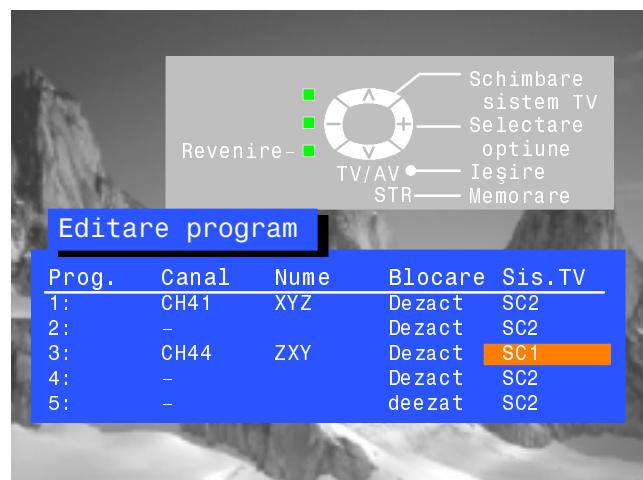 Schimbare
sistem TV
Selectare
Revenire- optiune
TV/AV Ieşire
STR Memorare
Editare program
Prog. Canal Nume Blocare Sis.TV
1: CH41 XYZ Dezact SC2
2: – Dezact SC2
3: CH44 ZXY Dezact SC1
4: – Dezact SC2
5: – deezat SC2